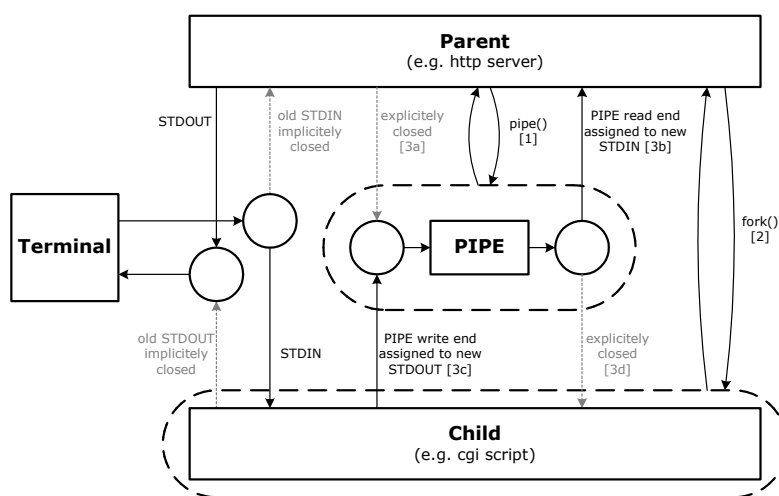 Parent
(e.g. http server)
STDOUT
old STDIN
implicitely
closed
explicitely
closed
[3a]
pipe()
[1]
PIPE read end
assigned to new
STDIN [3b]
fork()
[2]
Terminal
PIPE
old STDOUT
implicitely
closed
STDIN
PIPE write end
assigned to new
STDOUT [3c]
explicitely
closed
[3d]
Child
(e.g. cgi script)